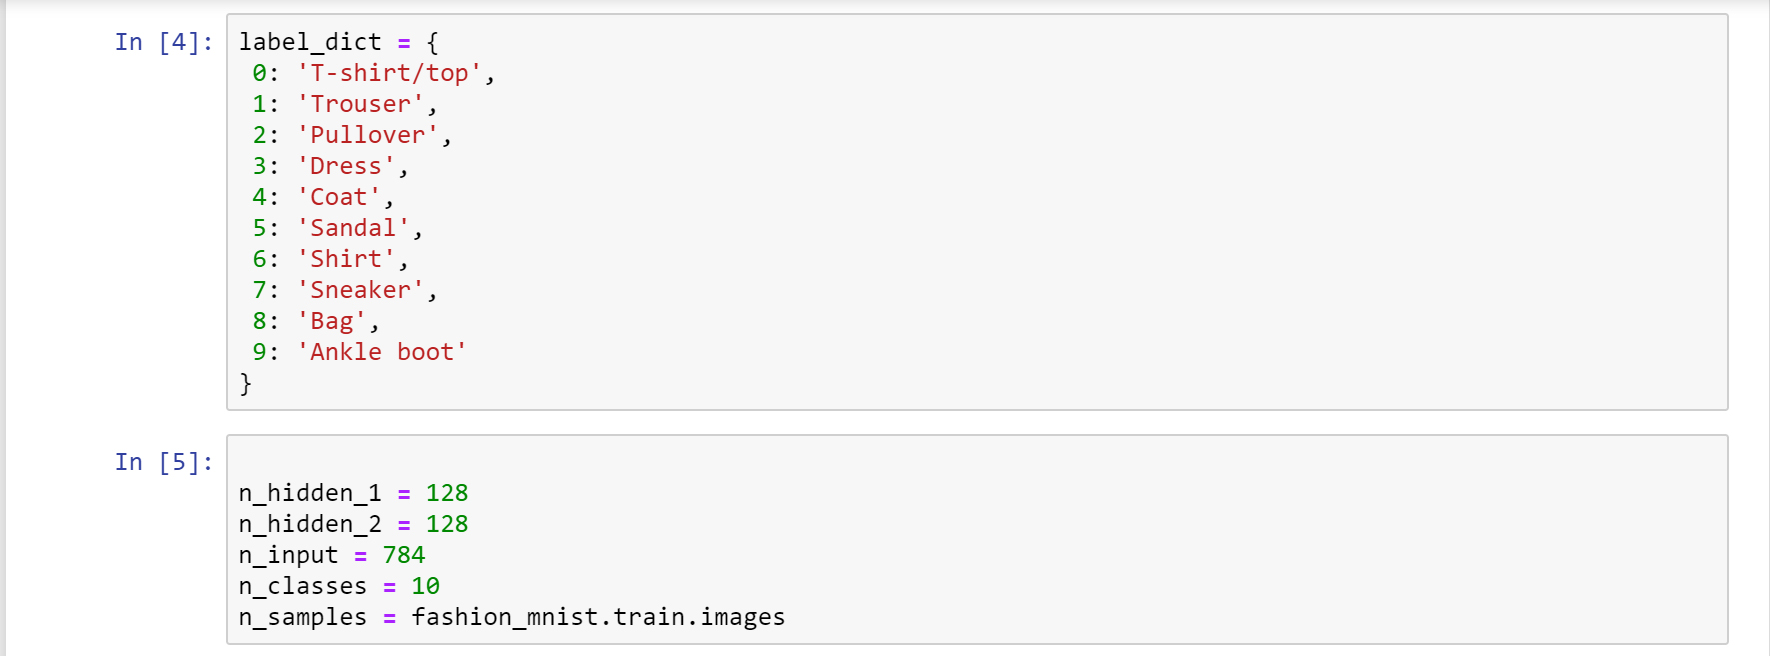 In [4]: label_dict = {
 0: 'T-shirt/top',
 1: 'Trouser',
 2: 'Pullover',
 3: 'Dress',
 4: 'Coat',
 5: 'Sandal',
 6: 'Shirt',
 7: 'Sneaker',
 8: 'Bag',
 9: 'Ankle boot'
}
In [5]:
n_hidden_1 = 128
n_hidden_2 = 128
n_input = 784
n_classes = 10
n_samples = fashion_mnist.train.images